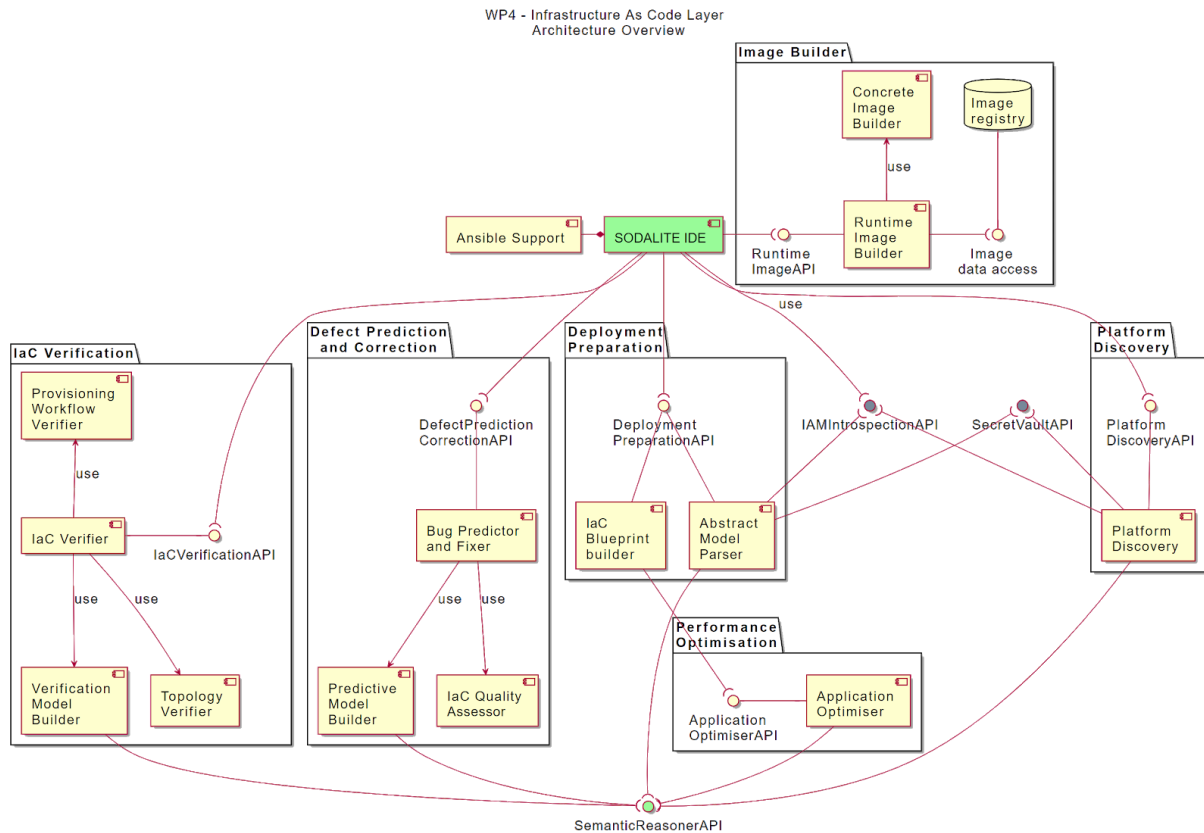 WP4 - Infrastructure As Code Layer
Architecture Overview
Image Builder
Concrete
Image
Builder
Image
registry
use
Ansible Support
SODALITE IDE
Runtime
ImageAPI
Runtime
Image
Builder
Image
data access
use
IaC Verification
Provisioning
Workflow
Verifier
use
IaC Verifier
IaCVerificationAPI
use
use
Verification
Model
Builder
Topology
Verifier
Defect Prediction
and Correction
DefectPrediction
CorrectionAPI
Bug Predictor
and Fixer
use
use
Predictive
Model
Builder
IaC Quality
Assessor
Deployment
Preparation
Deployment
PreparationAPI
IaC
Blueprint
builder
Abstract
Model
Parser
IAMIntrospectionAPI
SecretVaultAPI
Platform
Discovery
Platform
DiscoveryAPI
Platform
Discovery
Performance
Optimisation
Application
OptimiserAPI
Application
Optimiser
SemanticReasonerAPI